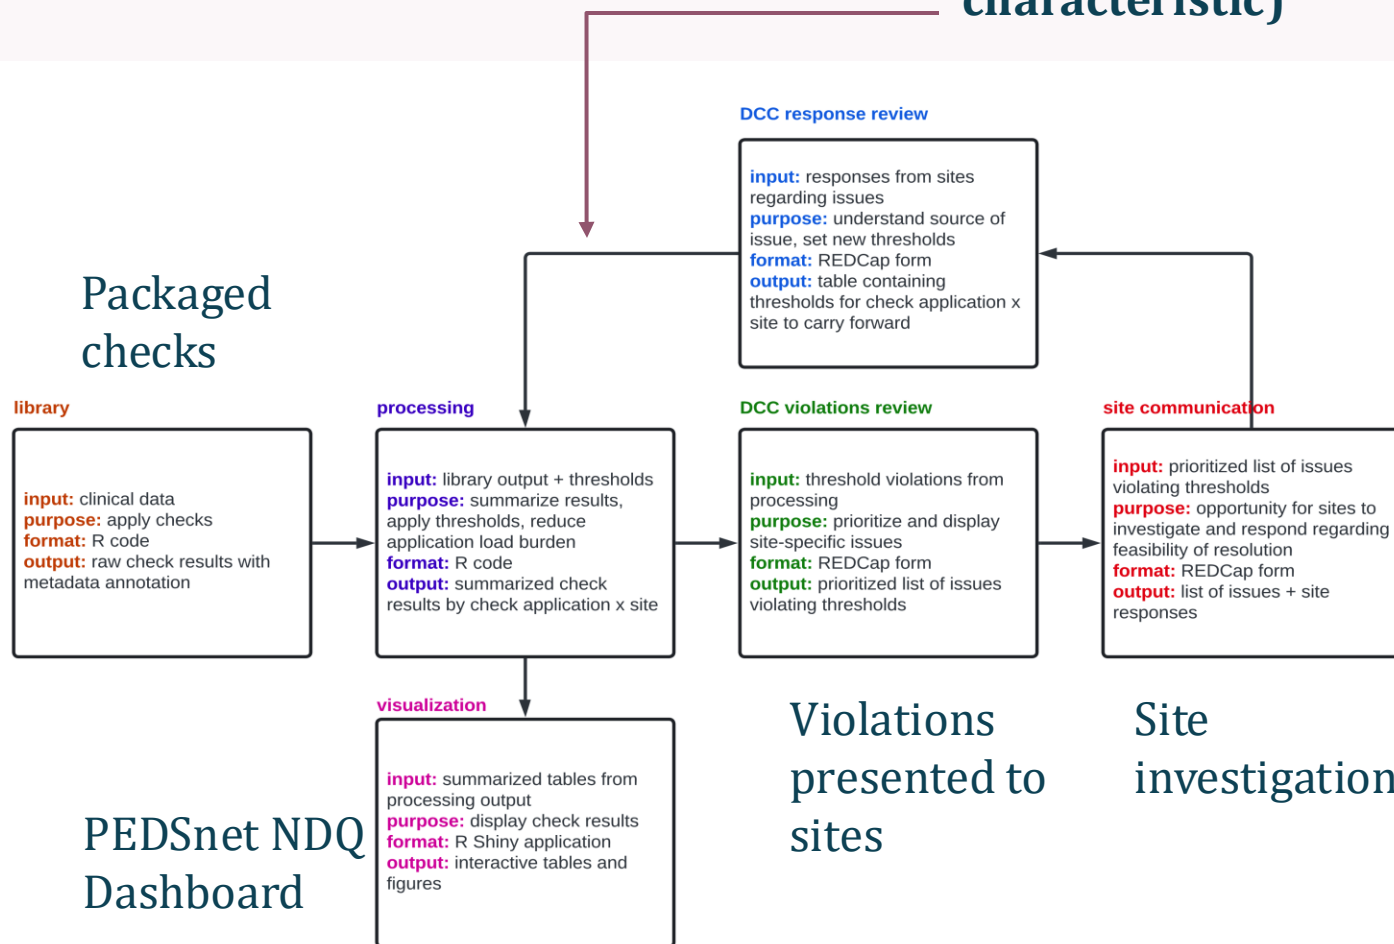 characteristic)
DCC response review
input: responses from sites
regarding issues
purpose: understand source of
issue, set new thresholds
format: REDCap form
output: table containing
thresholds for check application x
site to carry forward
Packaged
checks
library
input: clinical data
purpose: apply checks
format: R code
output: raw check results with
metadata annotation
processing
input: library output + thresholds
purpose: summarize results,
apply thresholds, reduce
application load burden
format: R code
output: summarized check
results by check application x site
DCC violations review
input: threshold violations from
processing
purpose: prioritize and display
site-specific issues
format: REDCap form
output: prioritized list of issues
violating thresholds
site communication
input: prioritized list of issues
violating thresholds
purpose: opportunity for sites to
investigate and respond regarding
feasibility of resolution
format: REDCap form
output: list of issues + site
responses
visualization
input: summarized tables from
processing output
purpose: display check results
format: R Shiny application
output: interactive tables and
figures
PEDSnet NDQ
Dashboard
Violations
presented to
sites
Site
investigation